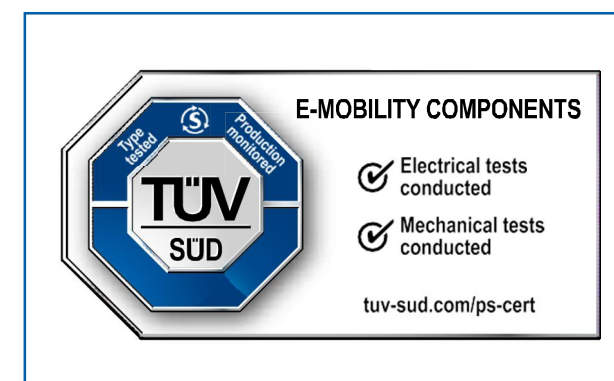 Type
tested
S
Production
monitored
TÜV
SÜD
E-MOBILITY COMPONENTS
Electrical tests
conducted
Mechanical tests
conducted
tuv-sud.com/ps-cert